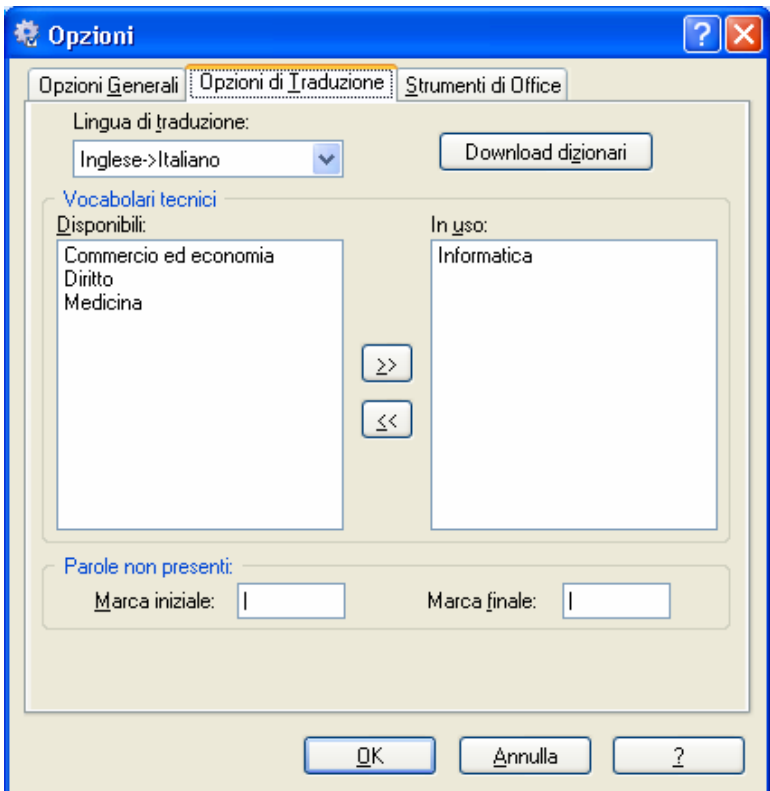 Opzioni
Opzioni Generali Opzioni di Traduzione Strumenti di Office
Lingua di traduzione:
Inglese->Italiano Download dizionari
Vocabolari tecnici
Disponibili: In uso:
Commercio ed economia Informatica
Diritto
Medicina
>>
<<
Parole non presenti:
Marca iniziale: | Marca finale: |
OK Annulla ?